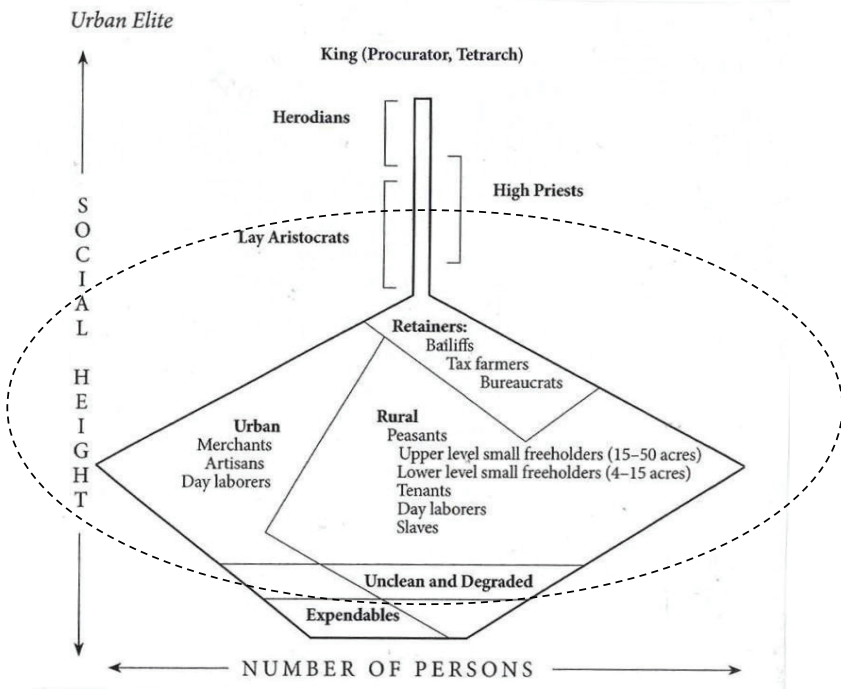 Urban Elite
King (Procurator, Tetrarch)
Herodians
High Priests
Lay Aristocrats
SOCIAL HEIGHT
Retainers:
Bailiffs
Tax farmers
Bureaucrats
Urban
Merchants
Artisans
Day laborers
Rural
Peasants
Upper level small freeholders (15–50 acres)
Lower level small freeholders (4–15 acres)
Tenants
Day laborers
Slaves
Unclean and Degraded
Expendables
NUMBER OF PERSONS